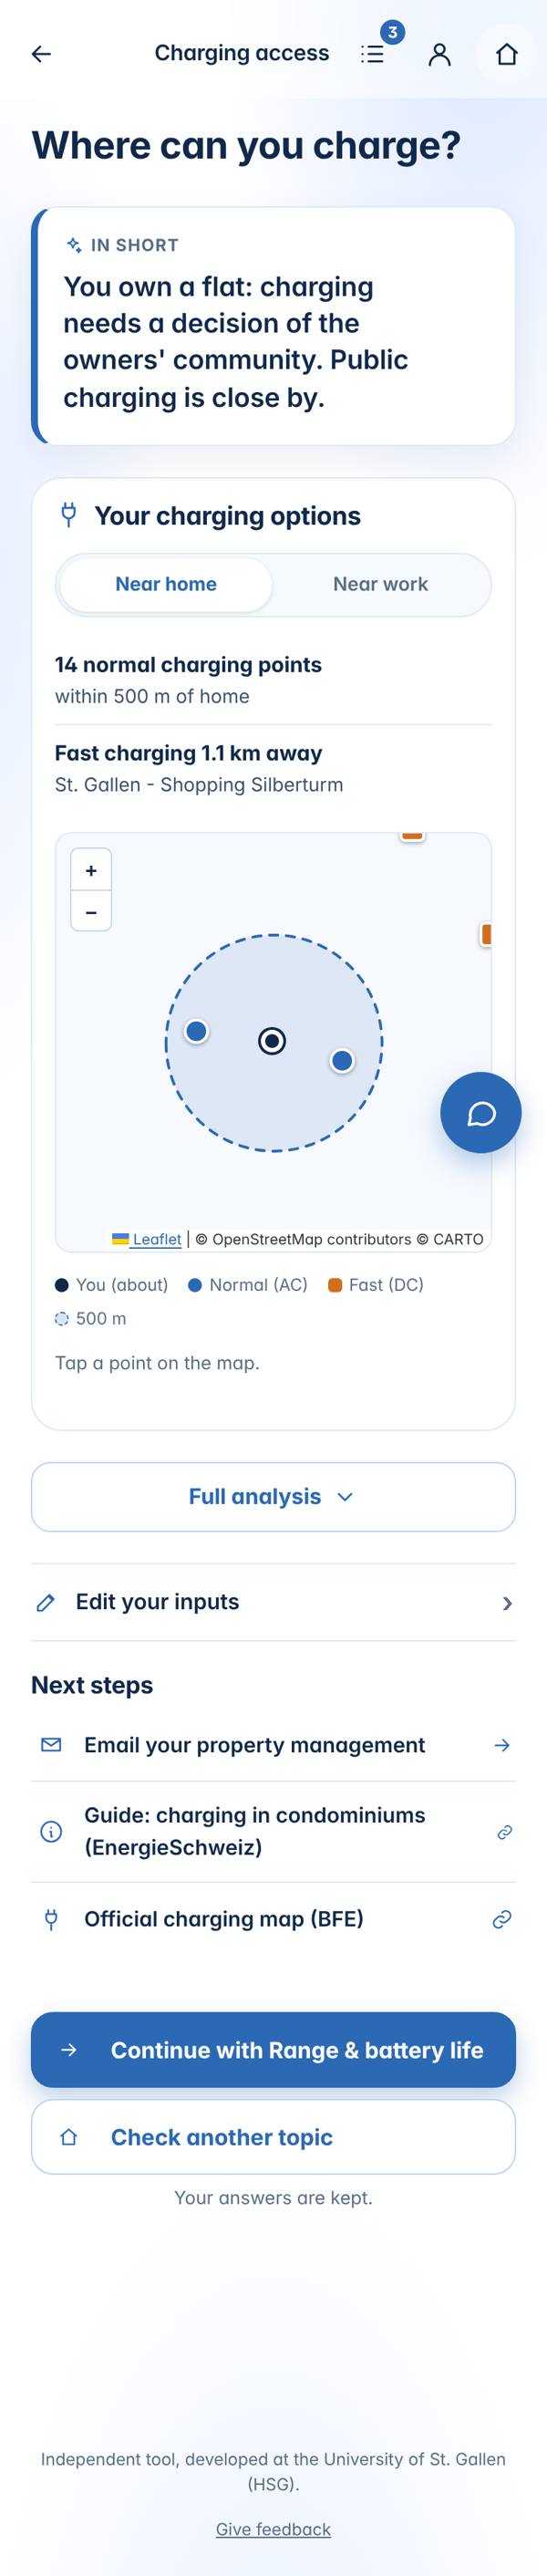 Charging access
3
Where can you charge?
IN SHORT
You own a flat: charging
needs a decision of the
owners' community. Public
charging is close by.
Your charging options
Near home
Near work
14 normal charging points
within 500 m of home
Fast charging 1.1 km away
St. Gallen - Shopping Silberturm
+
−
Leaflet | © OpenStreetMap contributors © CARTO
You (about)
Normal (AC)
Fast (DC)
500 m
Tap a point on the map.
Full analysis
Edit your inputs
Next steps
Email your property management
Guide: charging in condominiums
(EnergieSchweiz)
Official charging map (BFE)
Continue with Range & battery life
Check another topic
Your answers are kept.
Independent tool, developed at the University of St. Gallen
(HSG).
Give feedback